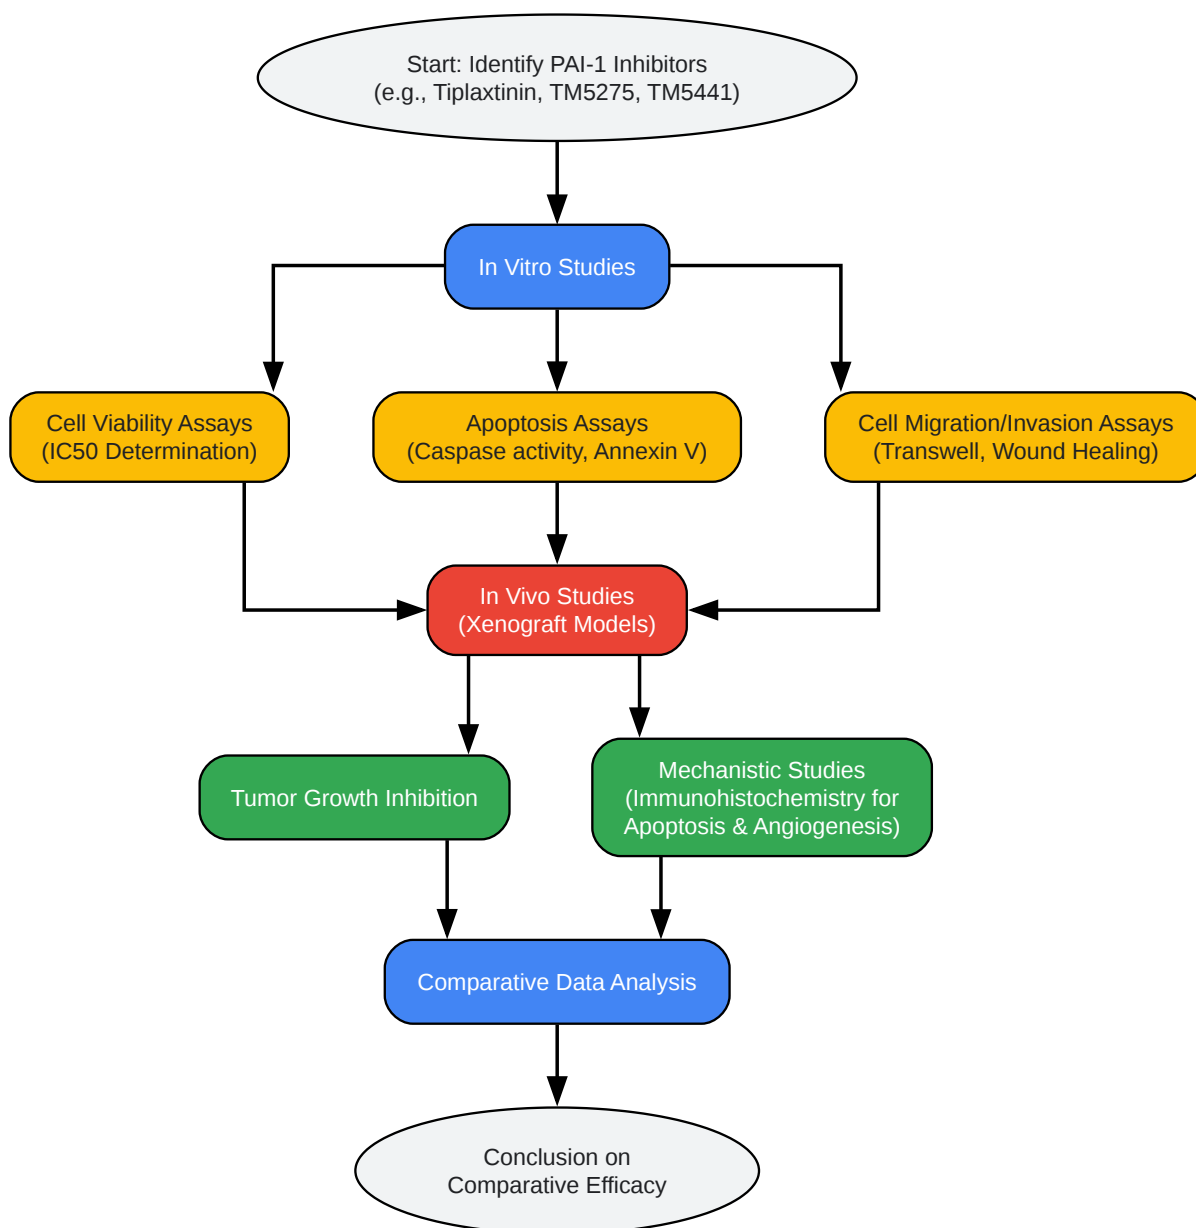 Start: Identify PAI-1 Inhibitors
(e.g., Tiplaxtinin, TM5275, TM5441)
In Vitro Studies
Cell Viability Assays
(IC50 Determination)
Apoptosis Assays
(Caspase activity, Annexin V)
Cell Migration/Invasion Assays
(Transwell, Wound Healing)
In Vivo Studies
(Xenograft Models)
Tumor Growth Inhibition
Mechanistic Studies
(Immunohistochemistry for
Apoptosis & Angiogenesis)
Comparative Data Analysis
Conclusion on
Comparative Efficacy